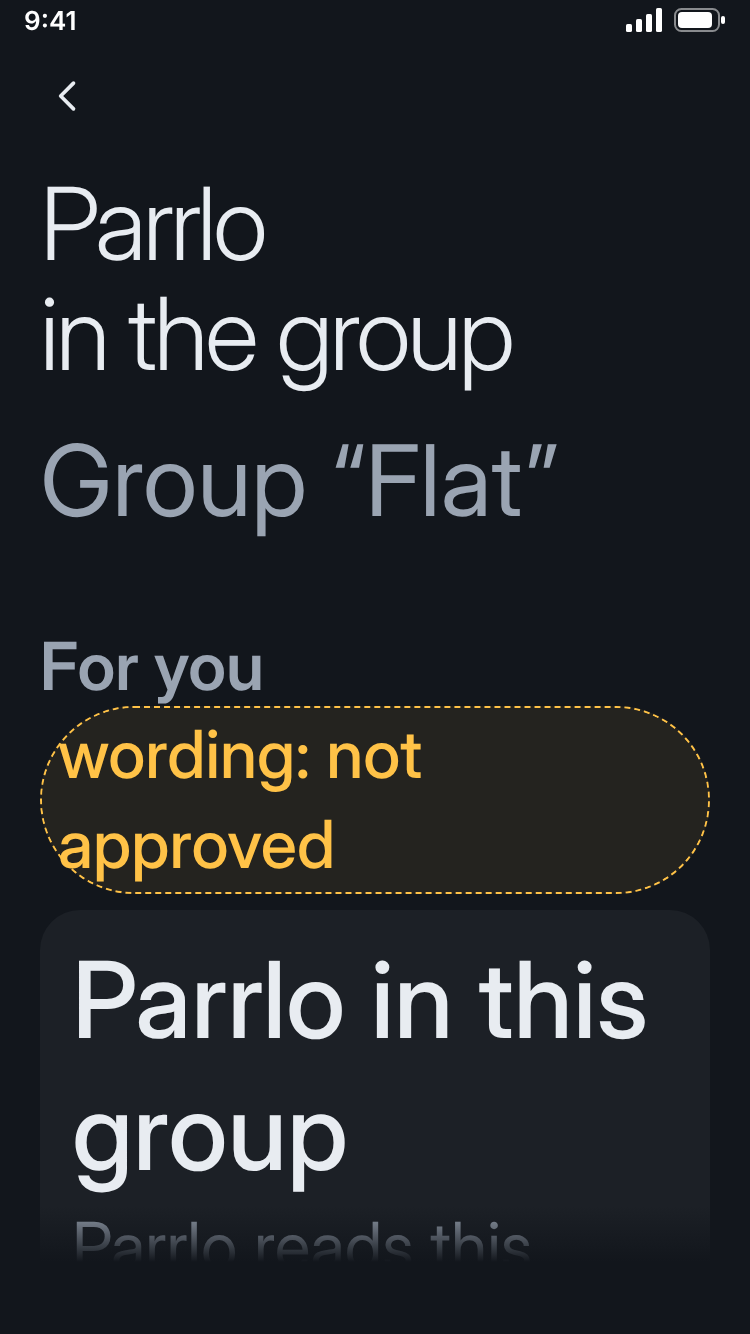 9:41
Parrlo
in the group
Group “Flat”
For you
wording: not
approved
Parrlo in this
group
Parrlo reads this